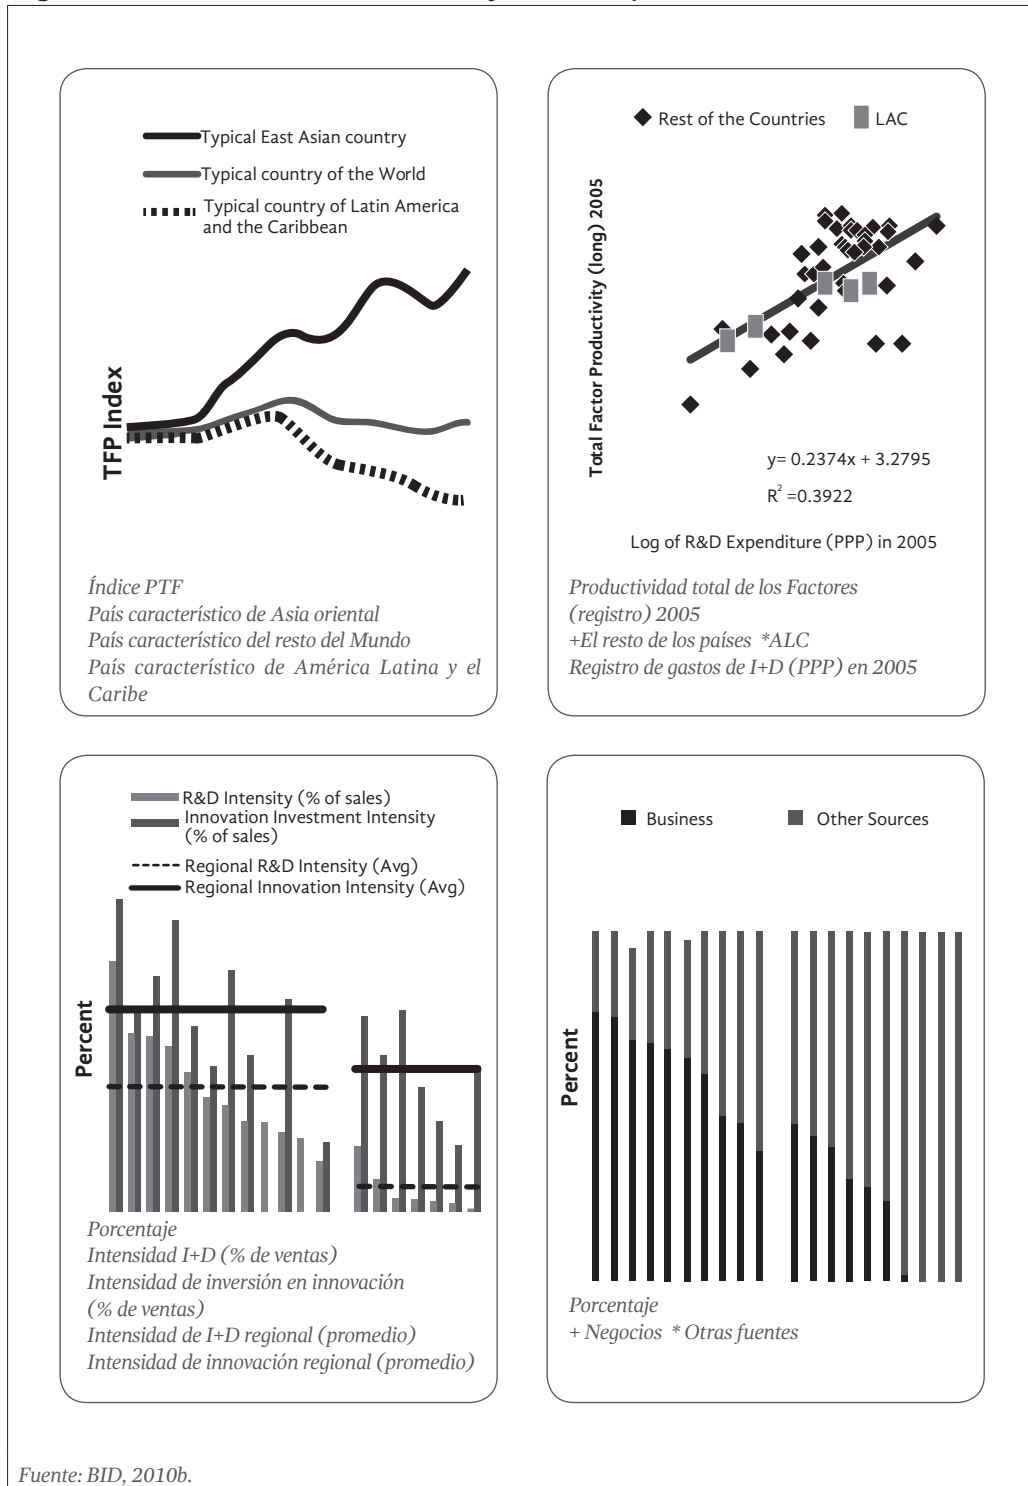 Typical East Asian country
Typical country of the World
Typical country of Latin America
and the Caribbean
TFP Index
Índice PTF
País característico de Asia oriental
País característico del resto del Mundo
País característico de América Latina y el
Caribe
Rest of the Countries LAC
Total Factor Productivity (long) 2005
y= 0.2374x + 3.2795
R² =0.3922
Log of R&D Expenditure (PPP) in 2005
Productividad total de los Factores
(registro) 2005
+El resto de los países *ALC
Registro de gastos de I+D (PPP) en 2005
R&D Intensity (% of sales)
Innovation Investment Intensity
(% of sales)
Regional R&D Intensity (Avg)
Regional Innovation Intensity (Avg)
Percent
Porcentaje
Intensidad I+D (% de ventas)
Intensidad de inversión en innovación
(% de ventas)
Intensidad de I+D regional (promedio)
Intensidad de innovación regional (promedio)
Business Other Sources
Percent
Porcentaje
+ Negocios * Otras fuentes
Fuente: BID, 2010b.